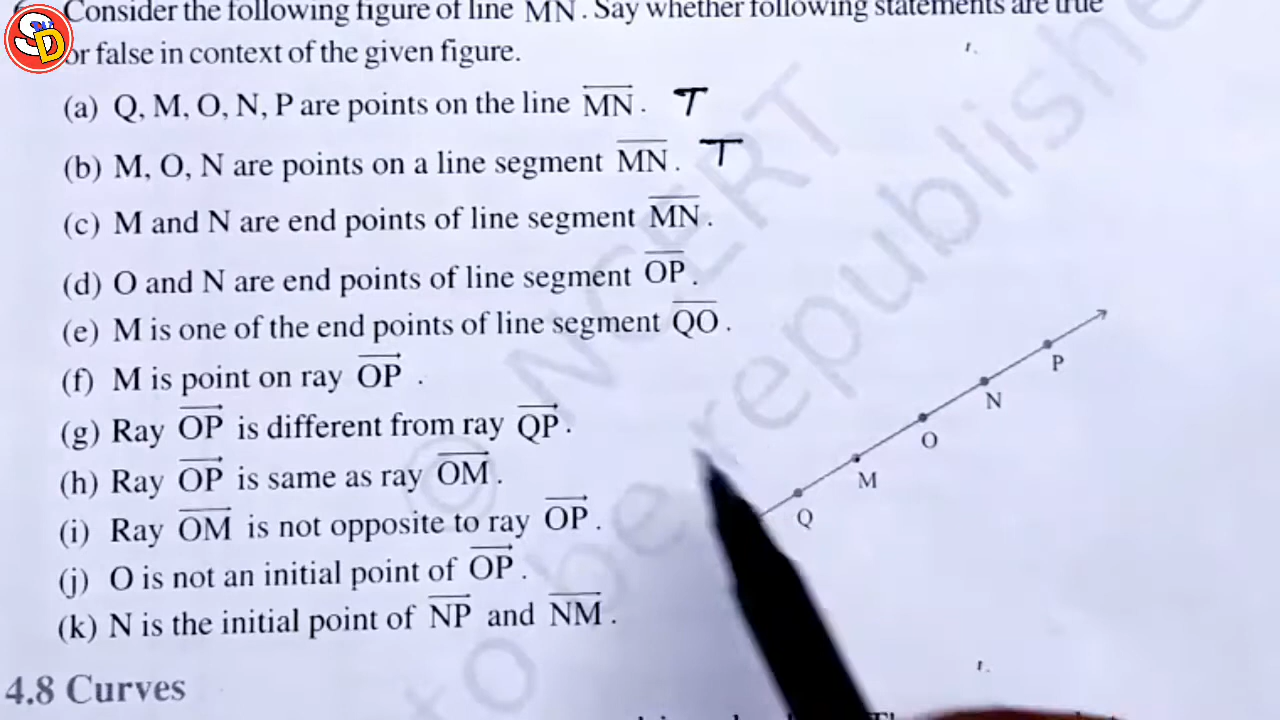 Consider the following figure of line MN. Say whether following statements are true
or false in context of the given figure.
(a) Q, M, O, N, P are points on the line MN. T
(b) M, O, N are points on a line segment MN. T
(c) M and N are end points of line segment MN.
(d) O and N are end points of line segment OP.
(e) M is one of the end points of line segment QO.
(f) M is point on ray OP.
(g) Ray OP is different from ray QP.
(h) Ray OP is same as ray OM.
(i) Ray OM is not opposite to ray OP.
(j) O is not an initial point of OP.
(k) N is the initial point of NP and NM.
P
N
O
M
Q
4.8 Curves
© NCERT
to be republished
SD